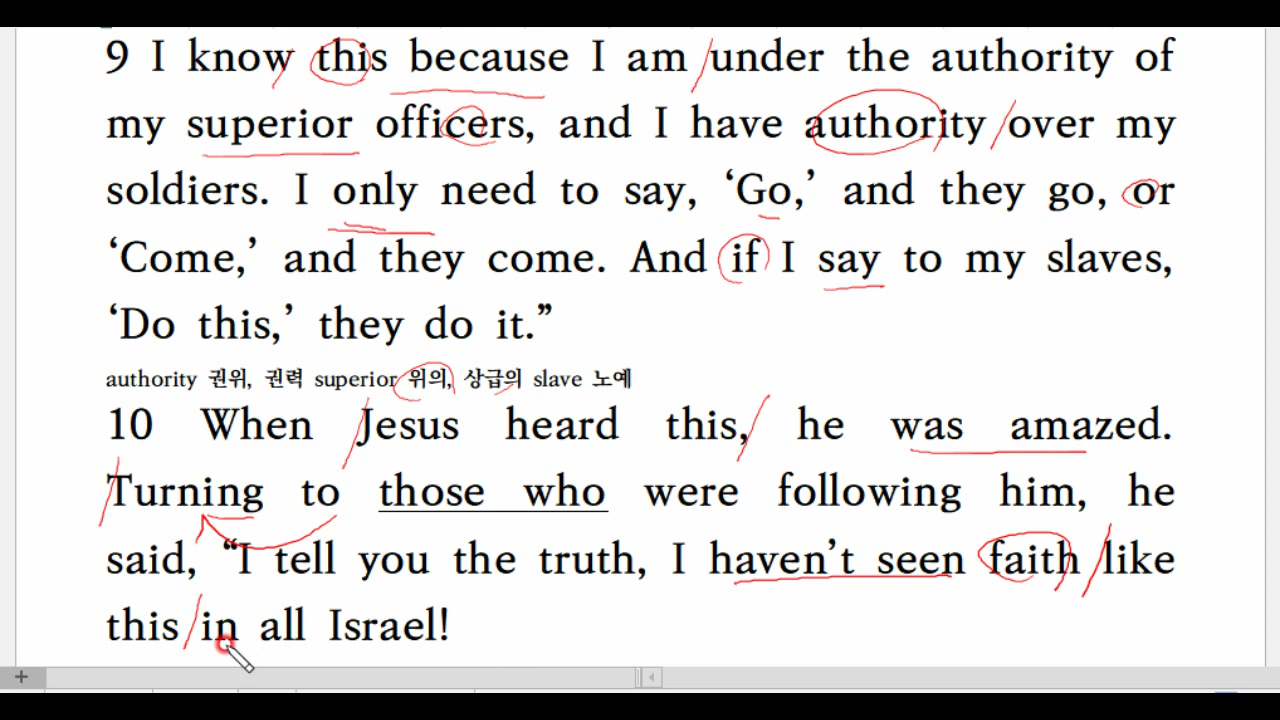 9 I know this because I am under the authority of
my superior officers, and I have authority over my
soldiers. I only need to say, ‘Go,’ and they go, or
‘Come,’ and they come. And if I say to my slaves,
‘Do this,’ they do it.”
authority 권위, 권력 superior 위의, 상급의 slave 노예
10 When Jesus heard this, he was amazed.
Turning to those who were following him, he
said, “I tell you the truth, I haven’t seen faith like
this in all Israel!